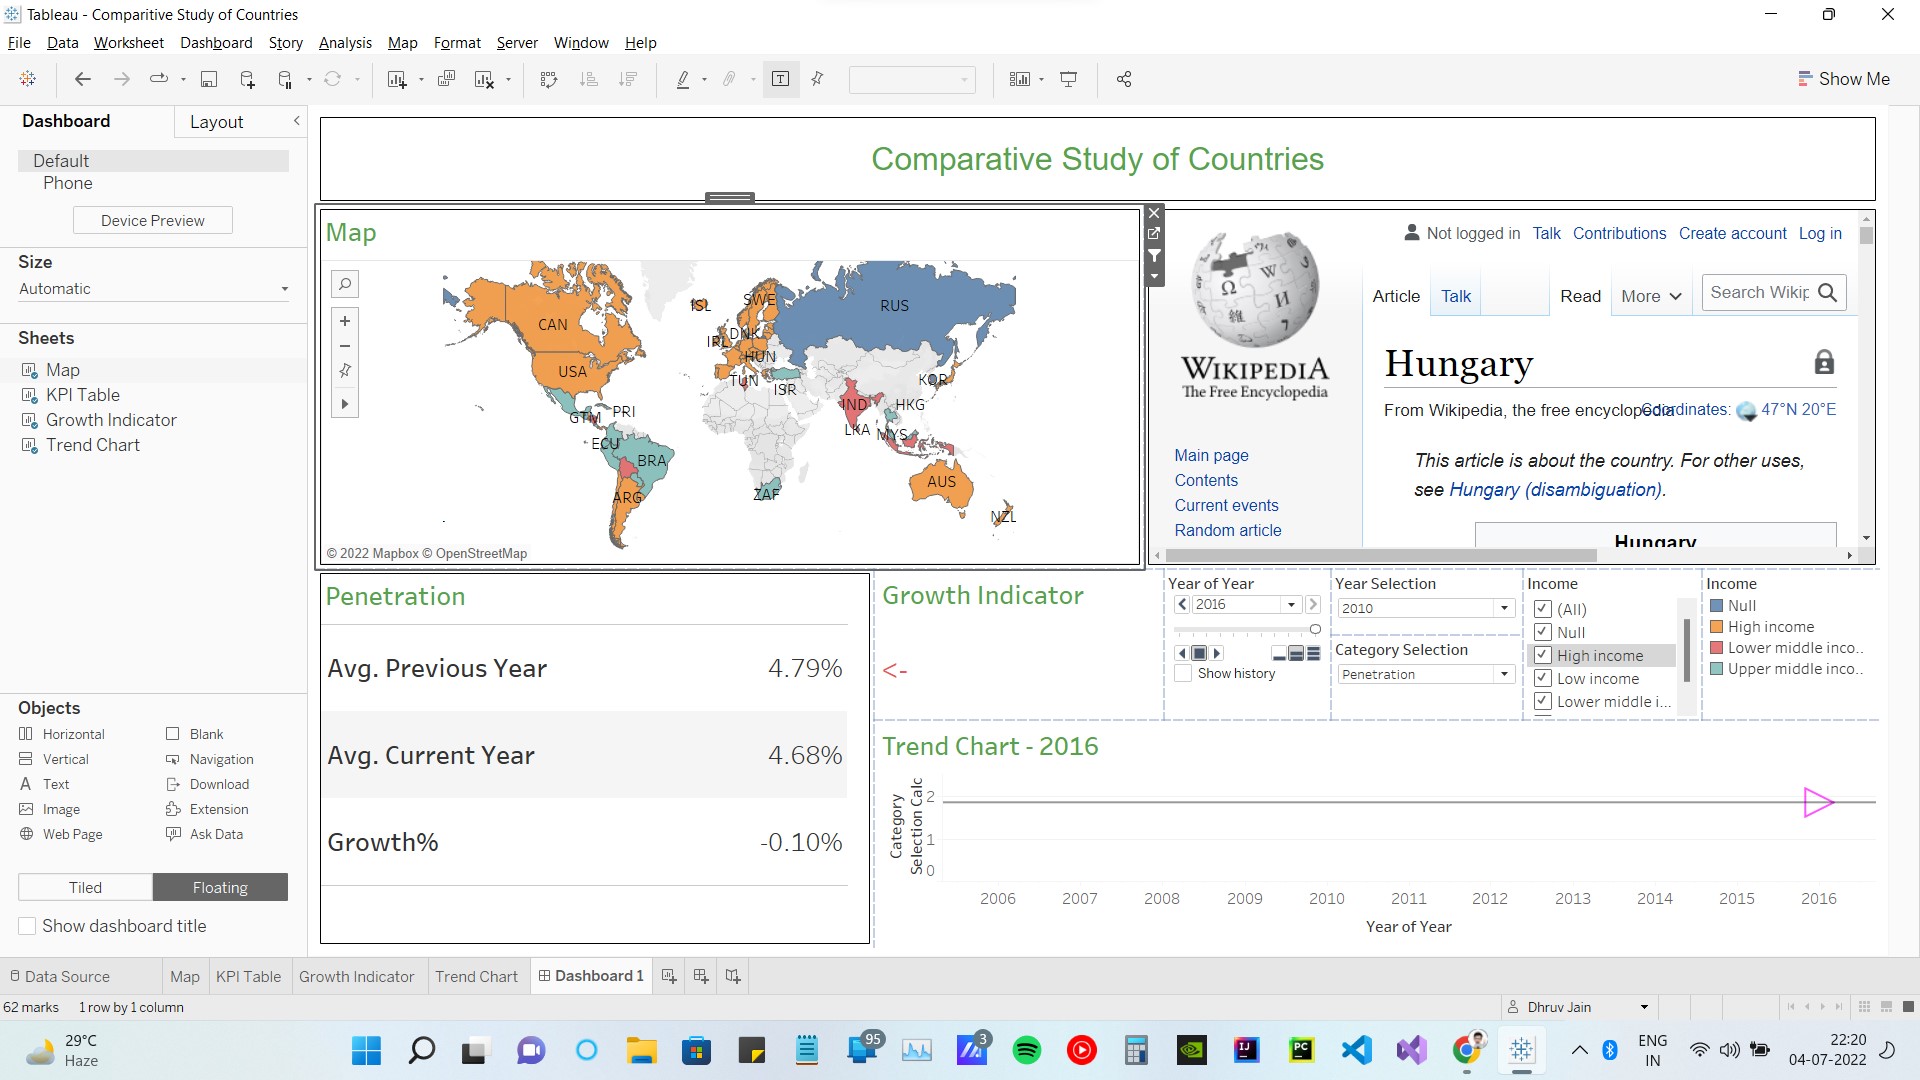 Tableau - Comparitive Study of Countries
File Data Worksheet Dashboard Story Analysis Map Format Server Window Help
Show Me
Dashboard
Layout
Default
Phone
Device Preview
Size
Automatic
Sheets
Map
KPI Table
Growth Indicator
Trend Chart
Objects
Horizontal
Blank
Vertical
Navigation
Text
Download
Image
Extension
Web Page
Ask Data
Tiled
Floating
Show dashboard title
Comparative Study of Countries
Map
CAN
USA
GTM
PRI
ECU
BRA
ARG
ISL
SWE
IRL
DNK
HUN
TUN
ISR
ZAF
RUS
KOR
IND
HKG
LKA
MYS
AUS
NZL
© 2022 Mapbox © OpenStreetMap
WIKIPEDIA
The Free Encyclopedia
Main page
Contents
Current events
Random article
Not logged in Talk Contributions Create account Log in
Article Talk Read More
Search Wikip
Hungary
From Wikipedia, the free encyclopedia
Coordinates: 47°N 20°E
This article is about the country. For other uses,
see Hungary (disambiguation).
Hungary
Penetration
Avg. Previous Year 4.79%
Avg. Current Year 4.68%
Growth% -0.10%
Growth Indicator
<-
Year of Year
2016
Show history
Year Selection
2010
Category Selection
Penetration
Income
(All)
Null
High income
Low income
Lower middle i...
Income
Null
High income
Lower middle inco..
Upper middle inco..
Trend Chart - 2016
Category
Selection Calc
2
1
0
2006 2007 2008 2009 2010 2011 2012 2013 2014 2015 2016
Year of Year
Data Source Map KPI Table Growth Indicator Trend Chart Dashboard 1
62 marks 1 row by 1 column
Dhruv Jain
29°C
Haze
95
3
ENG
IN
22:20
04-07-2022